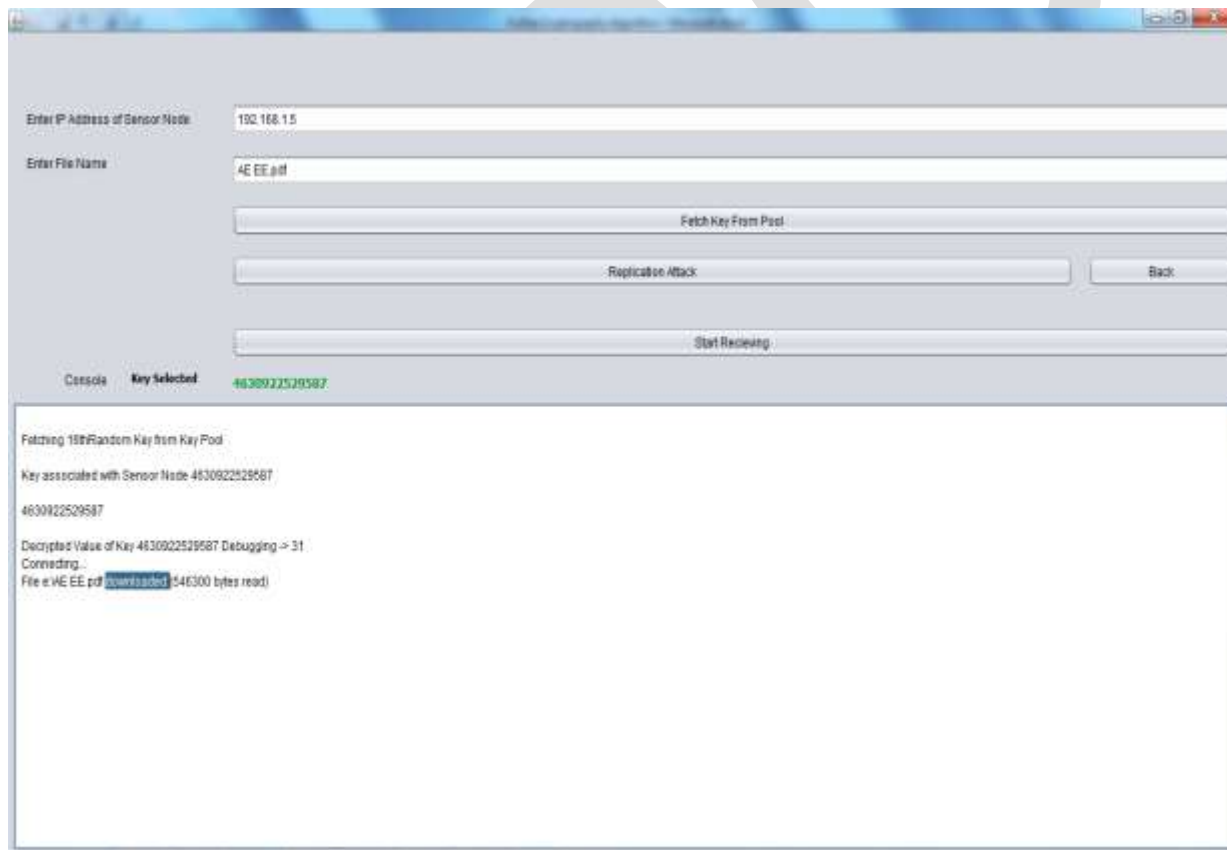 Enter IP Address of Sensor Node 192.168.1.5
Enter File Name AE EE.pdf
Fetch Key From Pool
Replication Attack Back
Start Recieving
Console Key Selected 4630922529587
Fetching 16thRandom Key from Key Pool
Key associated with Sensor Node 4630922529587
4630922529587
Decrypted Value of Key 4630922529587 Debugging -> 31
Connecting...
File e:\AE EE.pdf downloaded (546300 bytes read)